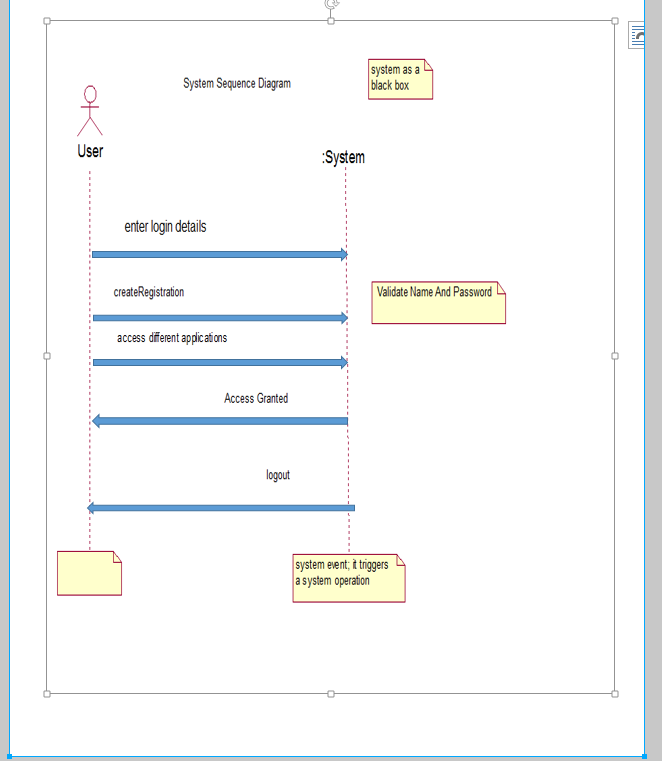 System Sequence Diagram
system as a
black box
User
:System
enter login details
createRegistration
Validate Name And Password
access different applications
Access Granted
logout
system event; it triggers
a system operation